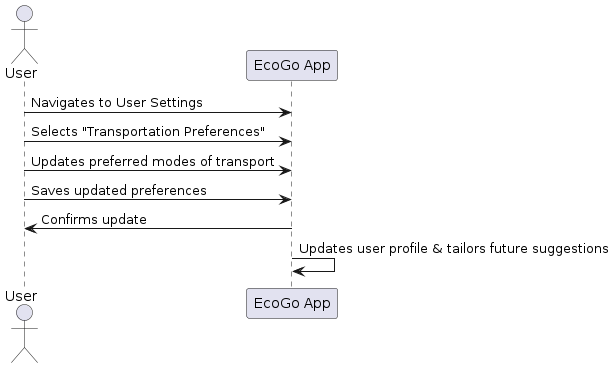 User
EcoGo App
Navigates to User Settings
Selects "Transportation Preferences"
Updates preferred modes of transport
Saves updated preferences
Confirms update
Updates user profile & tailors future suggestions
User
EcoGo App